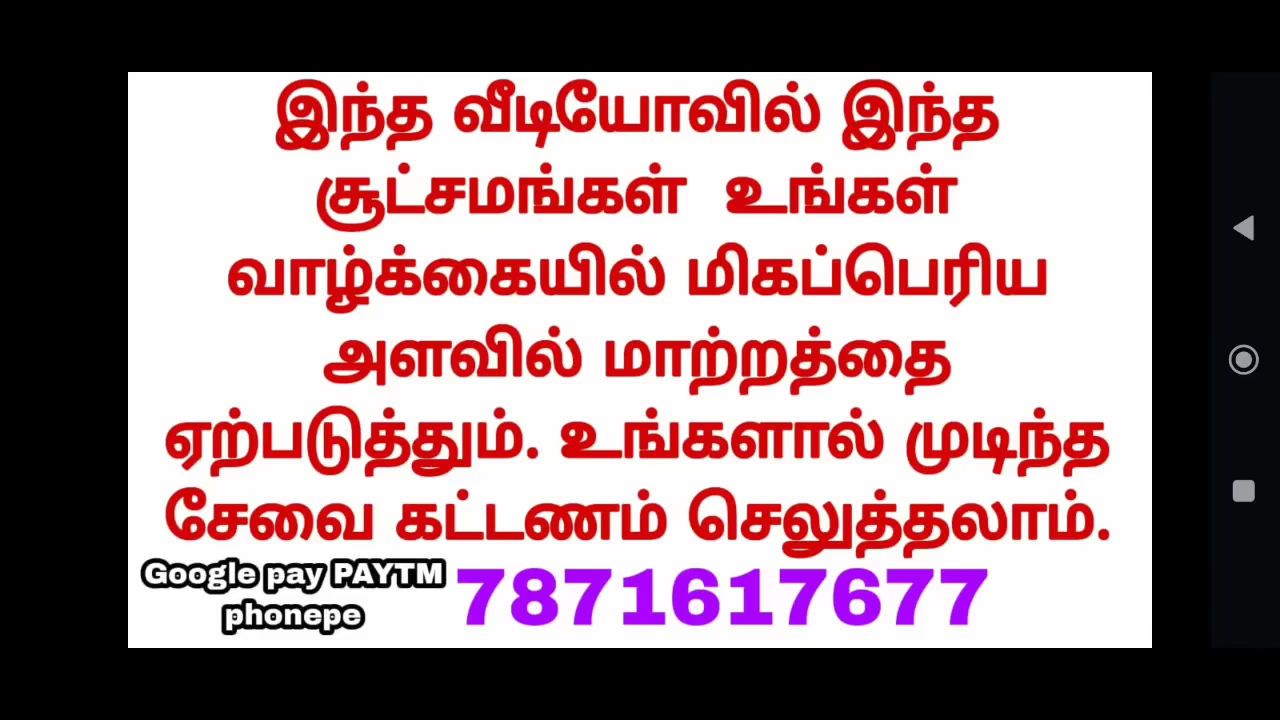 இந்த வீடியோவில் இந்த
சூட்சமங்கள் உங்கள்
வாழ்க்கையில் மிகப்பெரிய
அளவில் மாற்றத்தை
ஏற்படுத்தும். உங்களால் முடிந்த
சேவை கட்டணம் செலுத்தலாம்.
Google pay PAYTM
phonepe
7871617677